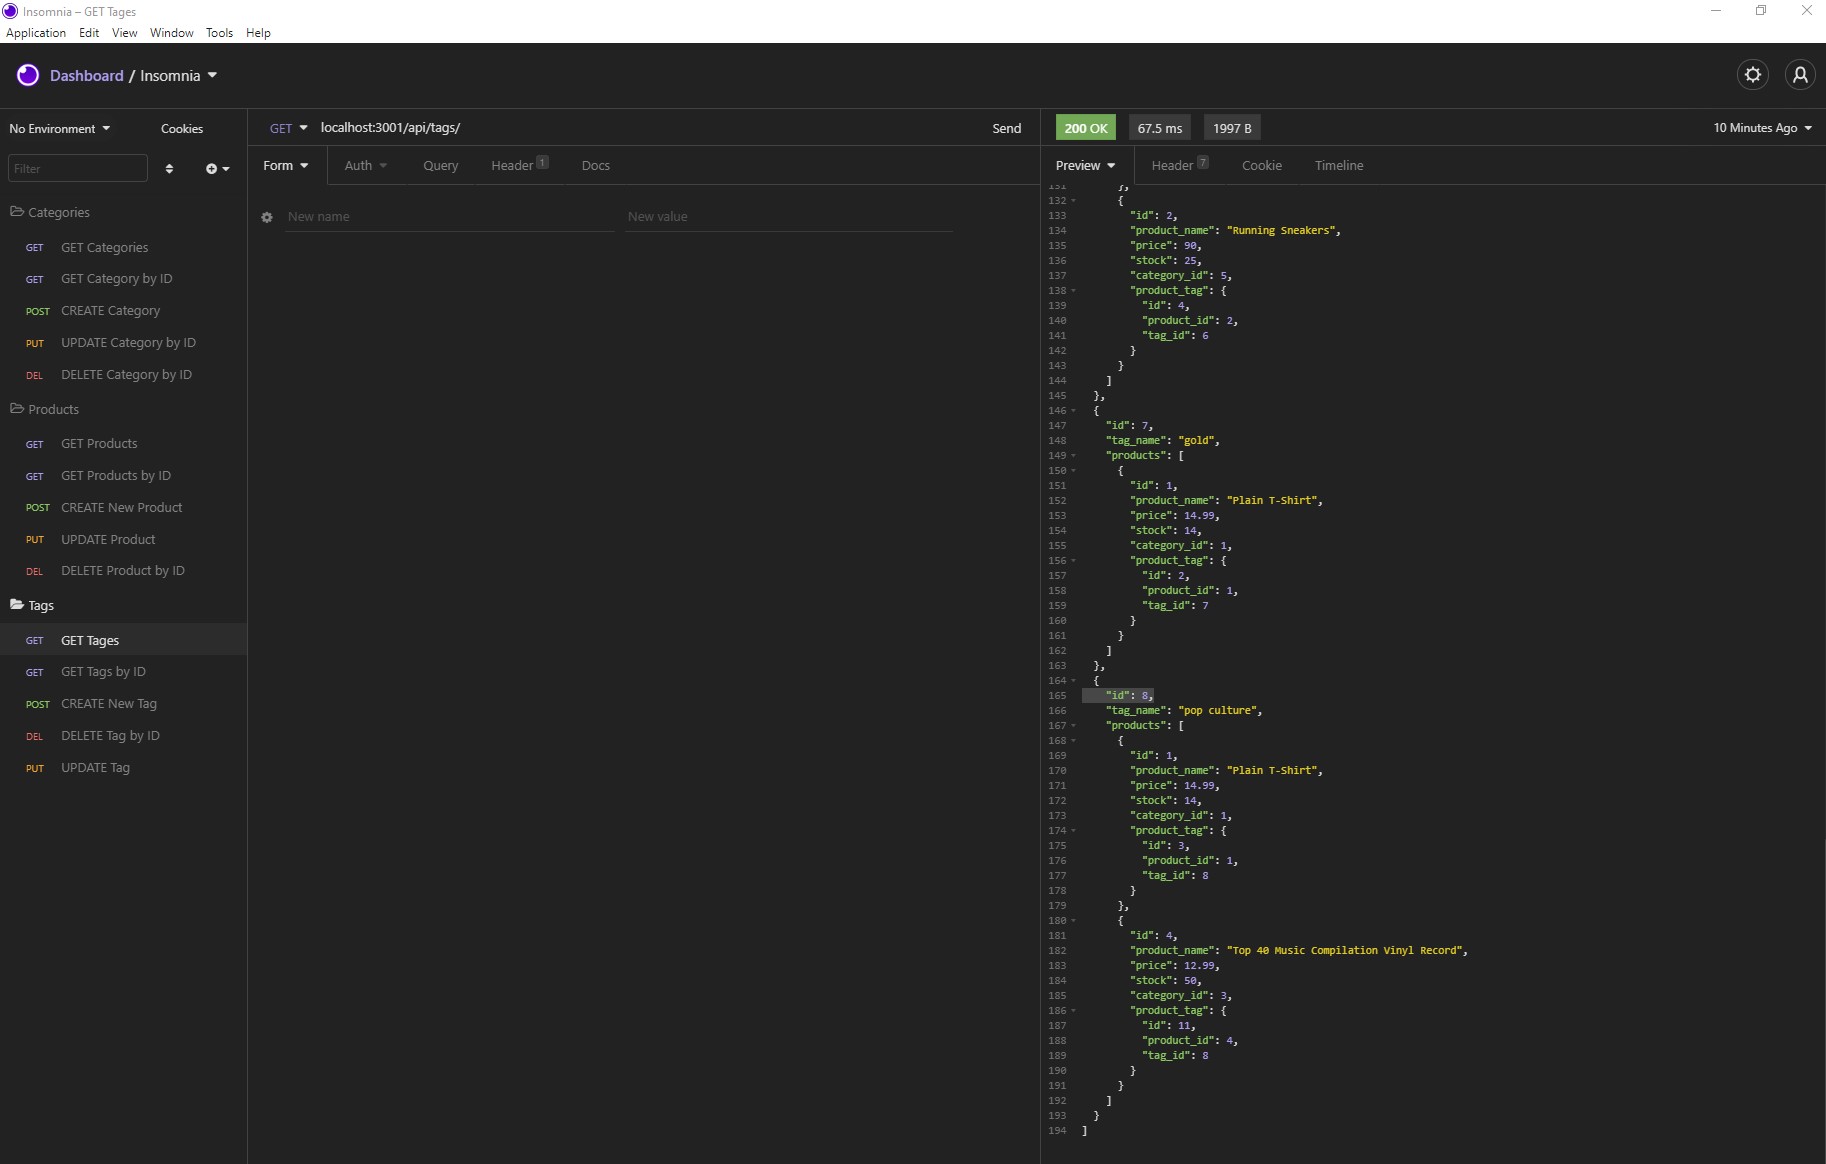 Insomnia – GET Tages
Application Edit View Window Tools Help
Dashboard / Insomnia
No Environment Cookies
Filter
Categories
GET GET Categories
GET GET Category by ID
POST CREATE Category
PUT UPDATE Category by ID
DEL DELETE Category by ID
Products
GET GET Products
GET GET Products by ID
POST CREATE New Product
PUT UPDATE Product
DEL DELETE Product by ID
Tags
GET GET Tages
GET GET Tags by ID
POST CREATE New Tag
DEL DELETE Tag by ID
PUT UPDATE Tag
GET localhost:3001/api/tags/ Send
Form Auth Query Header 1 Docs
New name New value
200 OK 67.5 ms 1997 B 10 Minutes Ago
Preview Header 7 Cookie Timeline
131 },
132 {
133 "id": 2,
134 "product_name": "Running Sneakers",
135 "price": 90,
136 "stock": 25,
137 "category_id": 5,
138 "product_tag": {
139 "id": 4,
140 "product_id": 2,
141 "tag_id": 6
142 }
143 }
144 ]
145 },
146 {
147 "id": 7,
148 "tag_name": "gold",
149 "products": [
150 {
151 "id": 1,
152 "product_name": "Plain T-Shirt",
153 "price": 14.99,
154 "stock": 14,
155 "category_id": 1,
156 "product_tag": {
157 "id": 2,
158 "product_id": 1,
159 "tag_id": 7
160 }
161 }
162 ]
163 },
164 {
165 "id": 8,
166 "tag_name": "pop culture",
167 "products": [
168 {
169 "id": 1,
170 "product_name": "Plain T-Shirt",
171 "price": 14.99,
172 "stock": 14,
173 "category_id": 1,
174 "product_tag": {
175 "id": 3,
176 "product_id": 1,
177 "tag_id": 8
178 }
179 },
180 {
181 "id": 4,
182 "product_name": "Top 40 Music Compilation Vinyl Record",
183 "price": 12.99,
184 "stock": 50,
185 "category_id": 3,
186 "product_tag": {
187 "id": 11,
188 "product_id": 4,
189 "tag_id": 8
190 }
191 }
192 ]
193 }
194 ]